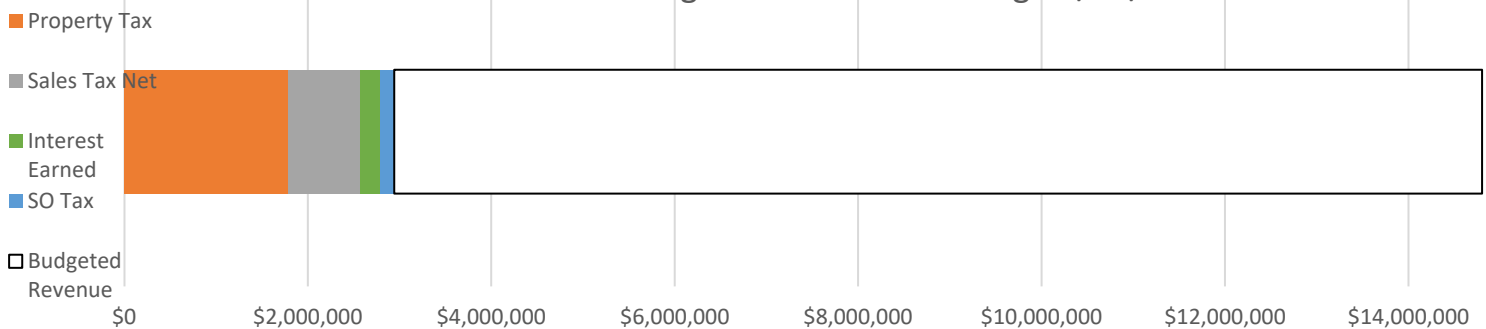 Property Tax
Sales Tax Net
Interest
Earned
SO Tax
Budgeted
Revenue
$0 $2,000,000 $4,000,000 $6,000,000 $8,000,000 $10,000,000 $12,000,000 $14,000,000